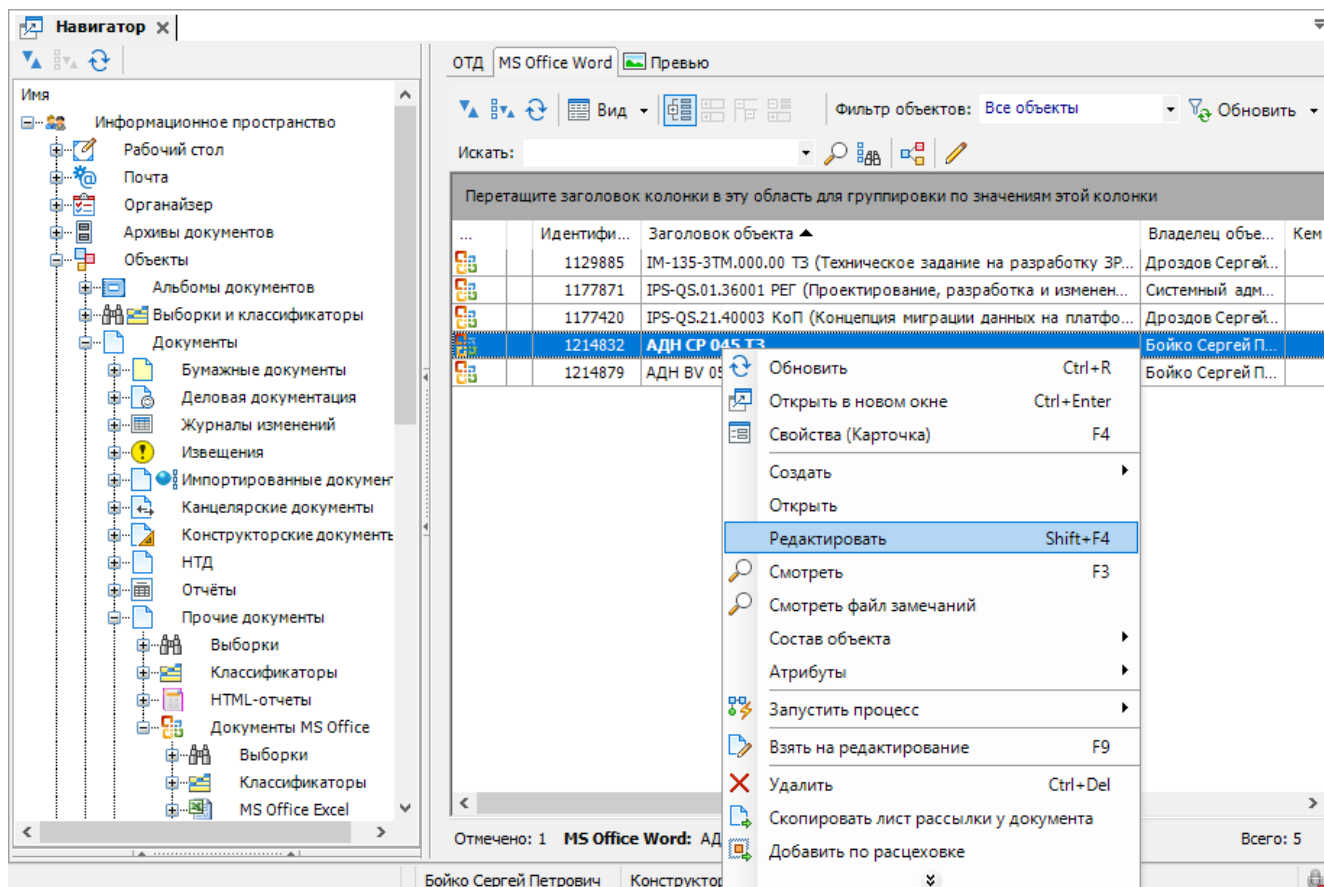 Навигатор
Имя
Информационное пространство
Рабочий стол
Почта
Органайзер
Архивы документов
Объекты
Альбомы документов
Выборки и классификаторы
Документы
Бумажные документы
Деловая документация
Журналы изменений
Извещения
Импортированные докумен
Канцелярские документы
Конструкторские документы
НТД
Отчёты
Прочие документы
Выборки
Классификаторы
HTML-отчеты
Документы MS Office
Выборки
Классификаторы
MS Office Excel
ОТД MS Office Word Превью
Вид Фильтр объектов: Все объекты Обновить
Искать:
Перетащите заголовок колонки в эту область для группировки по значениям этой колонки
... Идентифи... Заголовок объекта Владелец объе... Кем
1129885 IM-135-3TM.000.00 ТЗ (Техническое задание на разработку ЗР... Дроздов Сергей...
1177871 IPS-QS.01.36001 РЕГ (Проектирование, разработка и изменен... Системный адм...
1177420 IPS-QS.21.40003 КоП (Концепция миграции данных на платфо... Дроздов Сергей...
1214832 АДН СР 045 ТЗ Бойко Сергей П...
1214879 АДН BV 05 Бойко Сергей П...
Обновить Ctrl+R
Открыть в новом окне Ctrl+Enter
Свойства (Карточка) F4
Создать
Открыть
Редактировать Shift+F4
Смотреть F3
Смотреть файл замечаний
Состав объекта
Атрибуты
Запустить процесс
Взять на редактирование F9
Удалить Ctrl+Del
Скопировать лист рассылки у документа
Добавить по расцеховке
Отмечено: 1 MS Office Word: АД Всего: 5
Бойко Сергей Петрович Конструктор